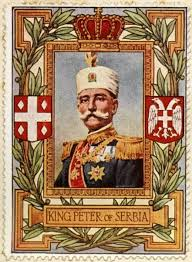 KING PETER OF SERBIA